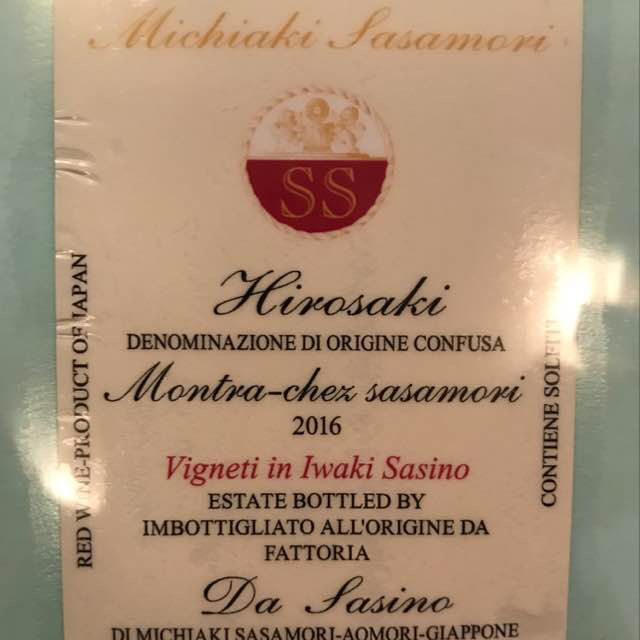 Michiaki Sasamori
SS
Hirosaki
DENOMINAZIONE DI ORIGINE CONFUSA
Montra-chez sasamori
2016
Vigneti in Iwaki Sasino
ESTATE BOTTLED BY
IMBOTTIGLIATO ALL'ORIGINE DA
FATTORIA
Da Sasino
DI MICHIAKI SASAMORI-AOMORI-GIAPPONE
RED WINE-PRODUCT OF JAPAN
CONTIENE